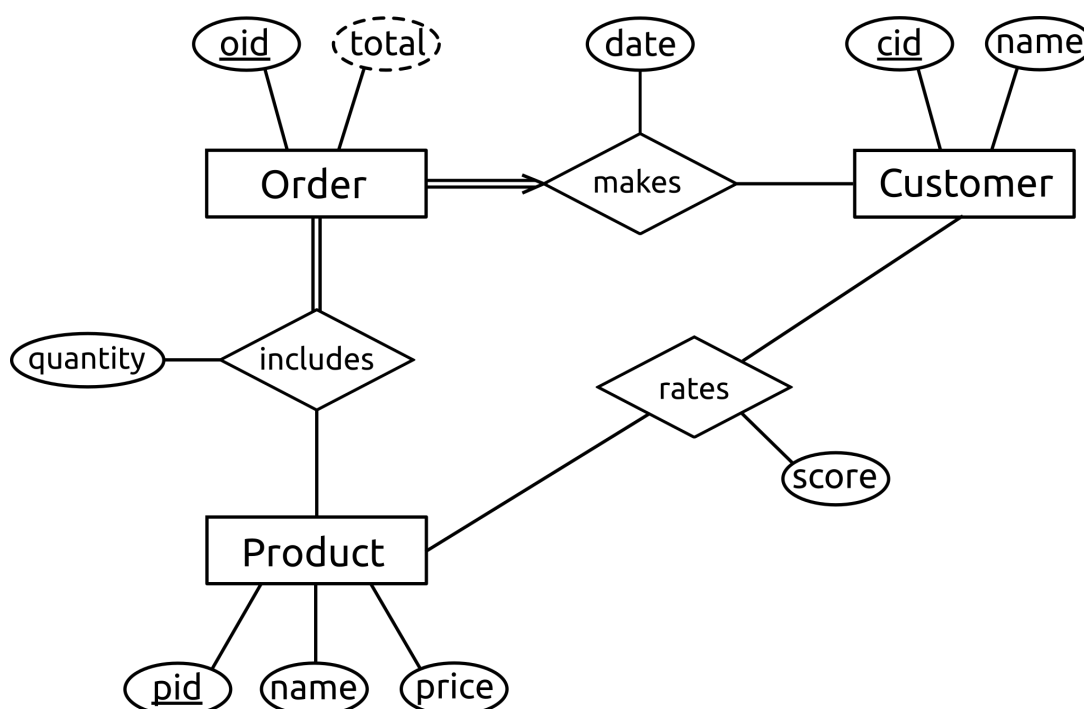 oid
total
date
cid
name
Order
makes
Customer
quantity
includes
rates
score
Product
pid
name
price